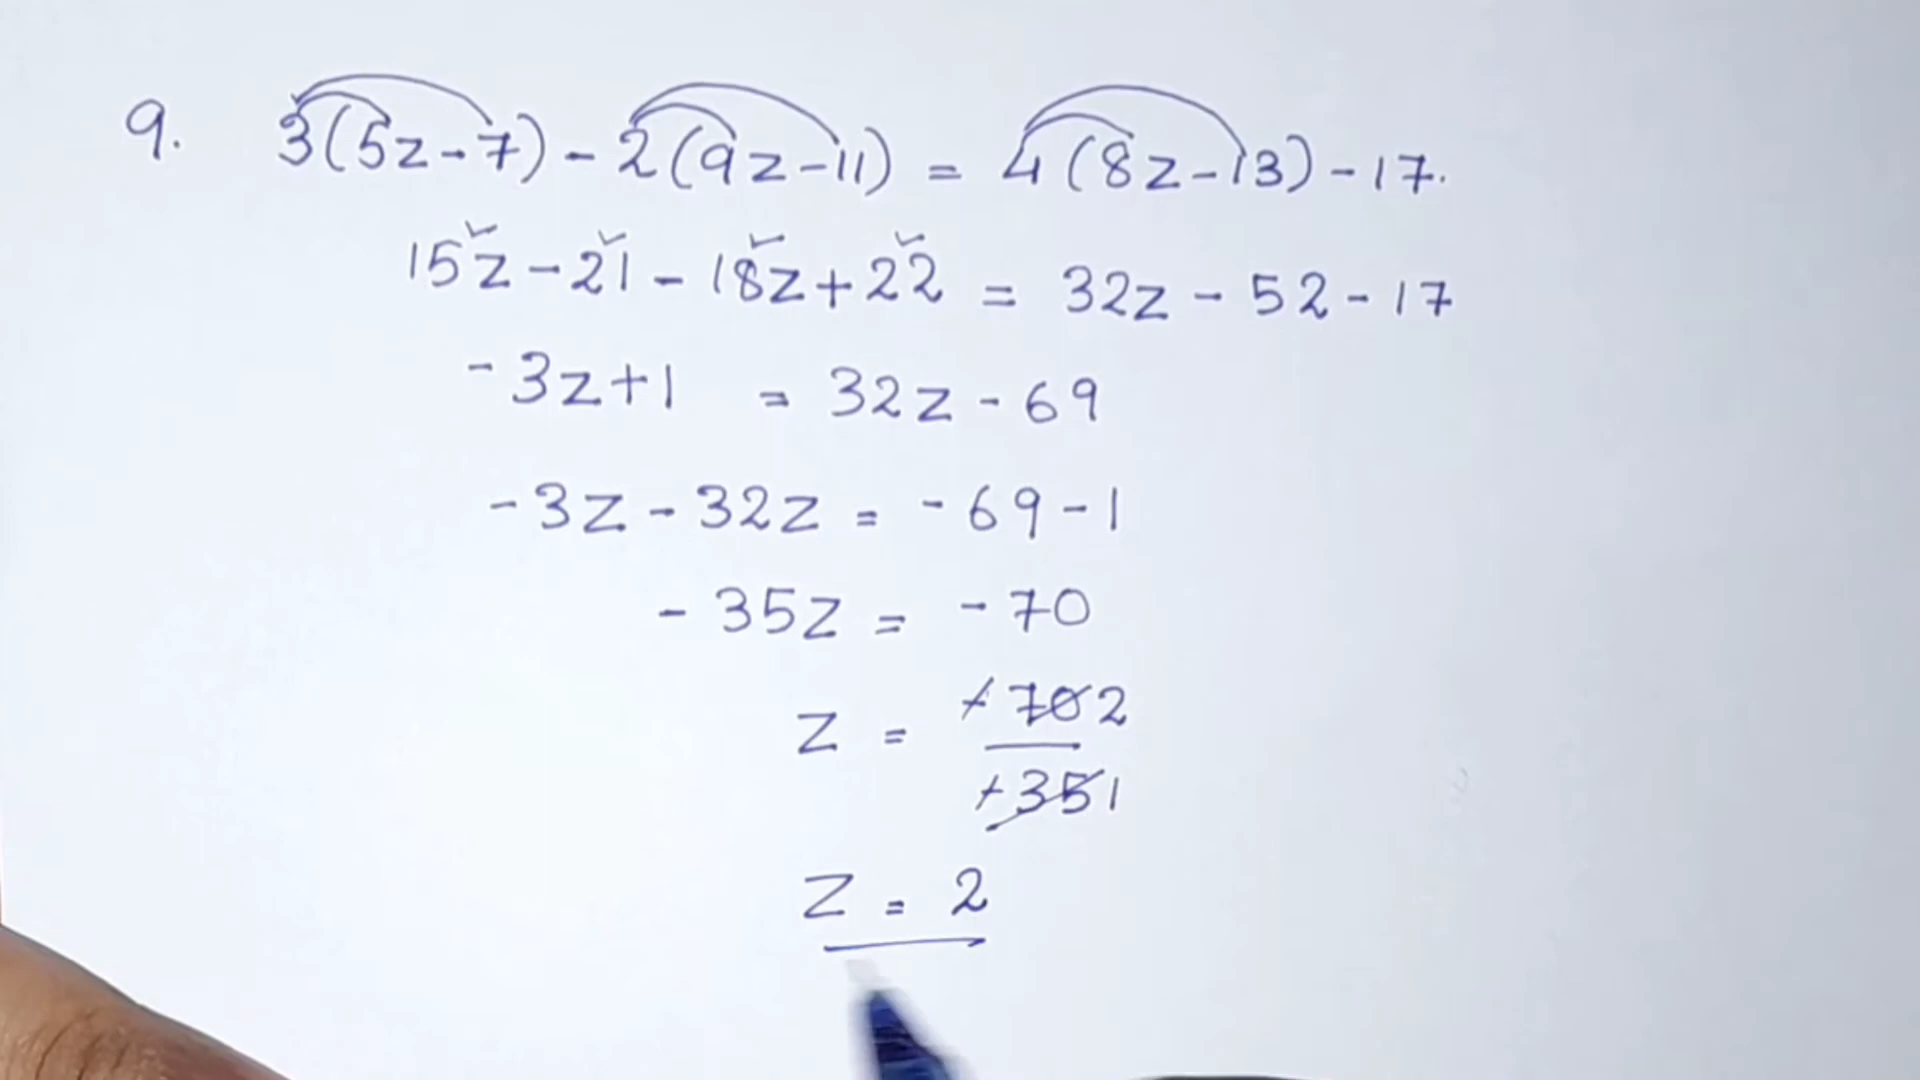 9. 3(5z-7)-2(9z-11) = 4(8z-13)-17.
15z-21-18z+22 = 32z-52-17
-3z+1 = 32z-69
-3z-32z = -69-1
-35z = -70
z = -70 2
-35 1
z = 2